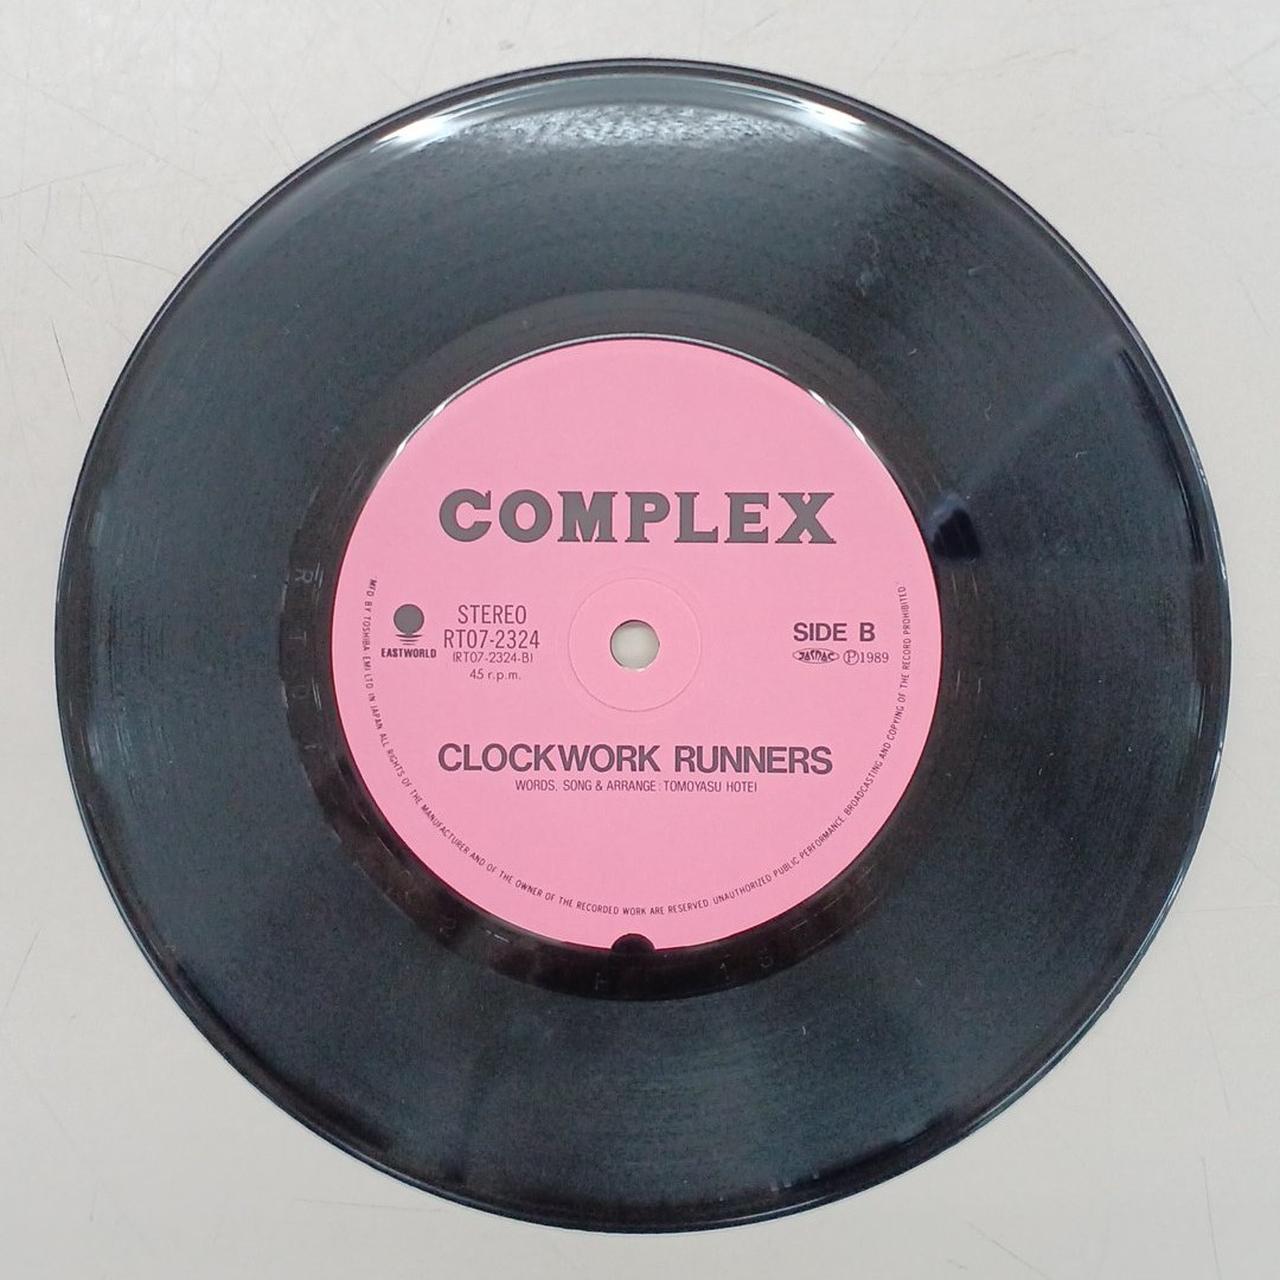 COMPLEX
EASTWORLD
STEREO
RT07-2324
(RT07-2324-B)
45 r.p.m.
SIDE B
JASRAC Ⓟ1989
CLOCKWORK RUNNERS
WORDS, SONG & ARRANGE : TOMOYASU HOTEI
"MFD BY TOSHIBA EMI LTD IN JAPAN ALL RIGHTS OF THE MANUFACTURER AND OF THE OWNER OF THE RECORDED WORK ARE RESERVED. UNAUTHORIZED PUBLIC PERFORMANCE, BROADCASTING AND COPYING OF THE RECORD PROHIBITED"